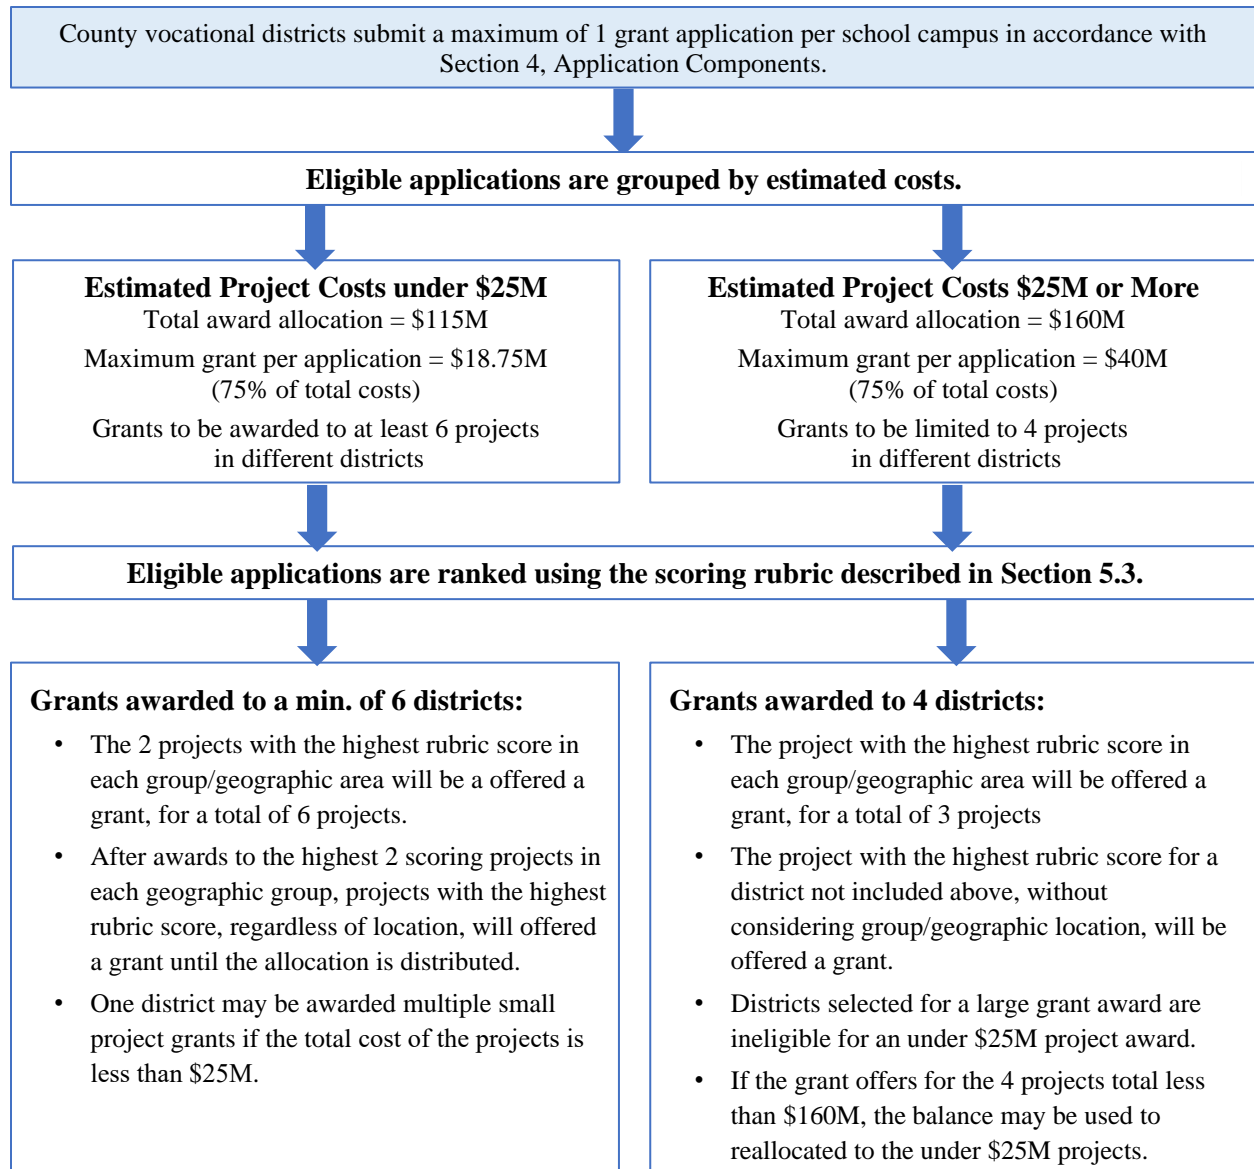 County vocational districts submit a maximum of 1 grant application per school campus in accordance with
Section 4, Application Components.
Eligible applications are grouped by estimated costs.
Estimated Project Costs under $25M
Total award allocation = $115M
Maximum grant per application = $18.75M
(75% of total costs)
Grants to be awarded to at least 6 projects
in different districts
Estimated Project Costs $25M or More
Total award allocation = $160M
Maximum grant per application = $40M
(75% of total costs)
Grants to be limited to 4 projects
in different districts
Eligible applications are ranked using the scoring rubric described in Section 5.3.
Grants awarded to a min. of 6 districts:
• The 2 projects with the highest rubric score in
each group/geographic area will be a offered a
grant, for a total of 6 projects.
• After awards to the highest 2 scoring projects in
each geographic group, projects with the highest
rubric score, regardless of location, will offered
a grant until the allocation is distributed.
• One district may be awarded multiple small
project grants if the total cost of the projects is
less than $25M.
Grants awarded to 4 districts:
• The project with the highest rubric score in
each group/geographic area will be offered a
grant, for a total of 3 projects
• The project with the highest rubric score for a
district not included above, without
considering group/geographic location, will be
offered a grant.
• Districts selected for a large grant award are
ineligible for an under $25M project award.
• If the grant offers for the 4 projects total less
than $160M, the balance may be used to
reallocated to the under $25M projects.